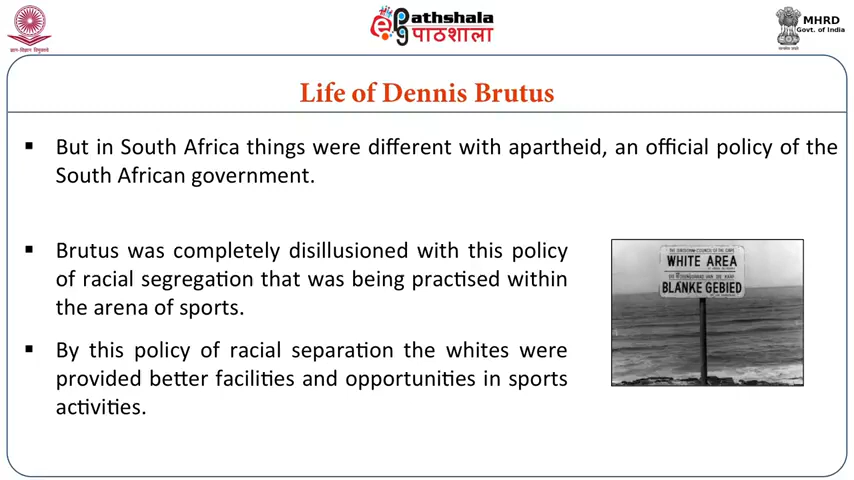 ePathshala
पाठशाला
MHRD
Govt. of India
Life of Dennis Brutus
▪ But in South Africa things were different with apartheid, an official policy of the
South African government.
▪ Brutus was completely disillusioned with this policy
of racial segregation that was being practised within
the arena of sports.
▪ By this policy of racial separation the whites were
provided better facilities and opportunities in sports
activities.
WHITE AREA
BLANKE GEBIED